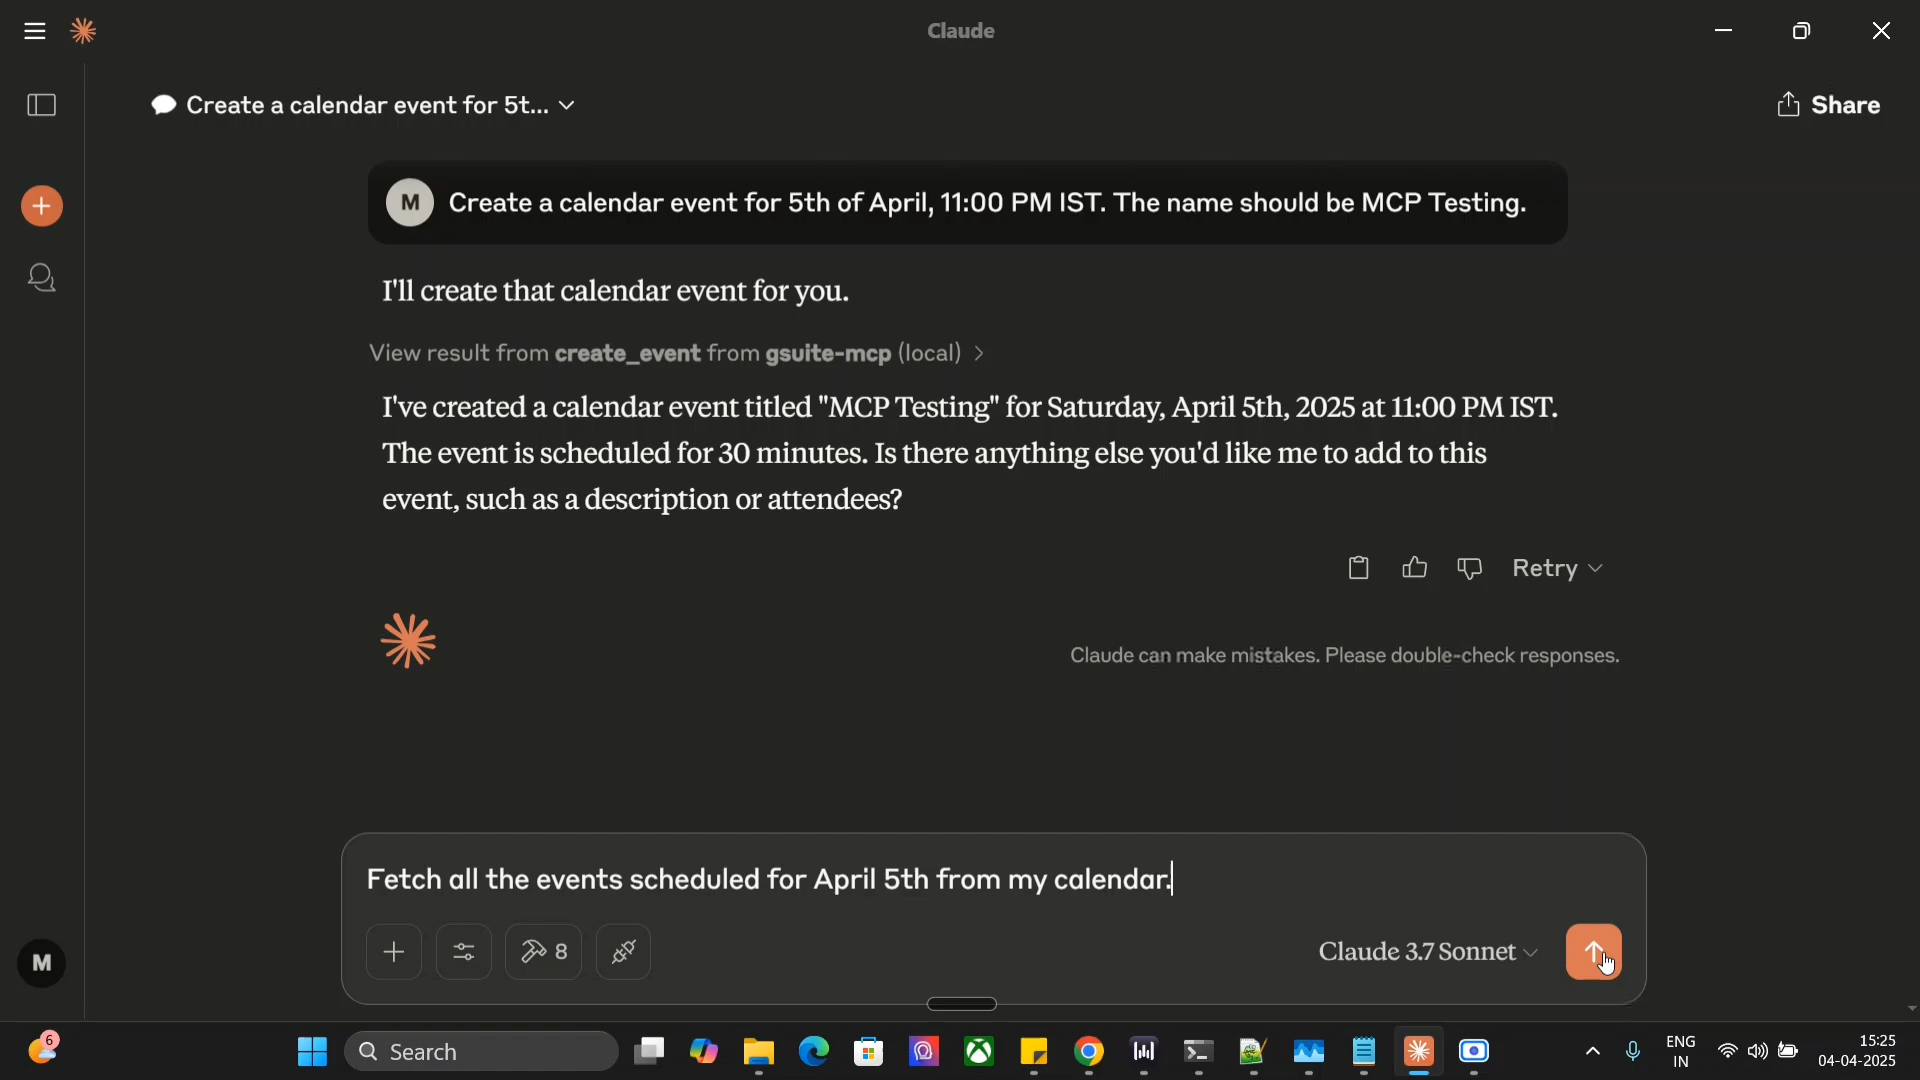 Claude
Create a calendar event for 5t...
Share
M Create a calendar event for 5th of April, 11:00 PM IST. The name should be MCP Testing.
I'll create that calendar event for you.
View result from create_event from gsuite-mcp (local)
I've created a calendar event titled "MCP Testing" for Saturday, April 5th, 2025 at 11:00 PM IST.
The event is scheduled for 30 minutes. Is there anything else you'd like me to add to this
event, such as a description or attendees?
Retry
Claude can make mistakes. Please double-check responses.
Fetch all the events scheduled for April 5th from my calendar.
8
Claude 3.7 Sonnet
M
6
Search
ENG
IN
15:25
04-04-2025